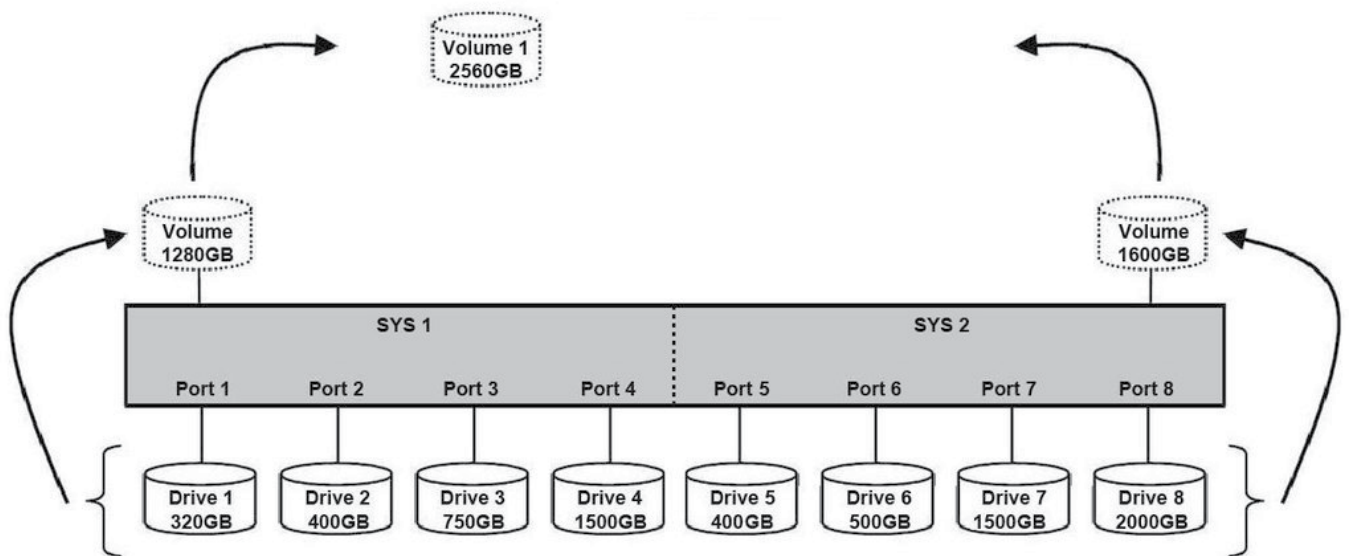 Volume 1
2560GB
Volume
1280GB
Volume
1600GB
SYS 1
SYS 2
Port 1
Port 2
Port 3
Port 4
Port 5
Port 6
Port 7
Port 8
Drive 1
320GB
Drive 2
400GB
Drive 3
750GB
Drive 4
1500GB
Drive 5
400GB
Drive 6
500GB
Drive 7
1500GB
Drive 8
2000GB